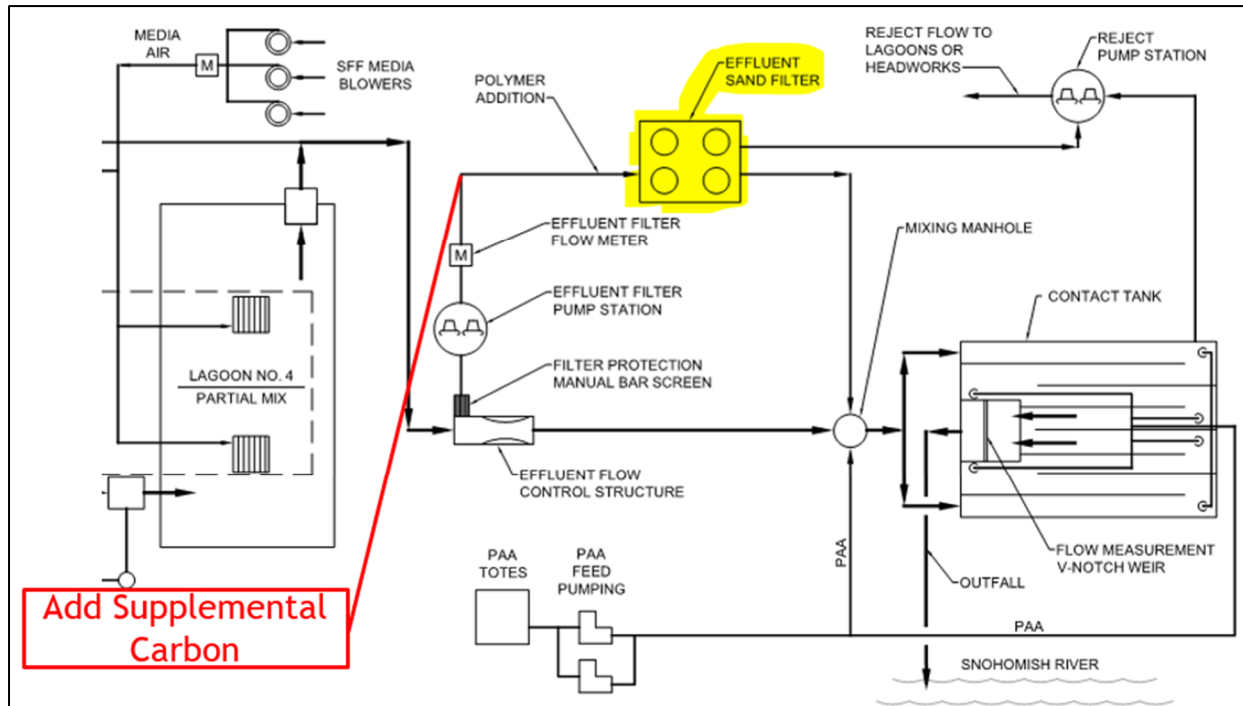 MEDIA
AIR
M
SFF MEDIA
BLOWERS
POLYMER
ADDITION
EFFLUENT
SAND FILTER
REJECT FLOW TO
LAGOONS OR
HEADWORKS
REJECT
PUMP STATION
EFFLUENT FILTER
FLOW METER
M
MIXING MANHOLE
EFFLUENT FILTER
PUMP STATION
CONTACT TANK
FILTER PROTECTION
MANUAL BAR SCREEN
LAGOON NO. 4
PARTIAL MIX
EFFLUENT FLOW
CONTROL STRUCTURE
PAA
TOTES
PAA
FEED
PUMPING
PAA
FLOW MEASUREMENT
V-NOTCH WEIR
OUTFALL
Add Supplemental
Carbon
PAA
SNOHOMISH RIVER